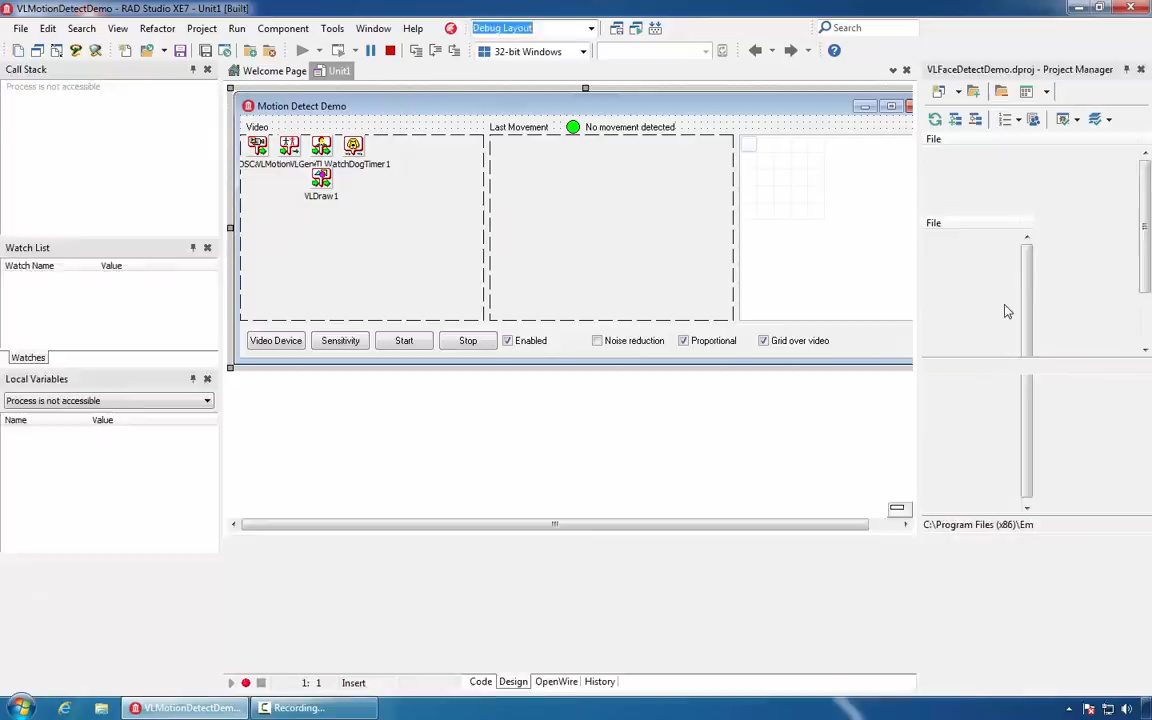 VLMotionDetectDemo - RAD Studio XE7 - Unit1 [Built]
File Edit Search View Refactor Project Run Component Tools Window Help Debug Layout Search
32-bit Windows
Call Stack
Process is not accessible
Welcome Page Unit1
VLFaceDetectDemo.dproj - Project Manager
Motion Detect Demo
Video Last Movement No movement detected
WatchDogTimer1
VLDraw1
File
File
Watch List
Watch Name Value
Video Device Sensitivity Start Stop Enabled Noise reduction Proportional Grid over video
Watches
Local Variables
Process is not accessible
Name Value
C:\Program Files (x86)\Em
1: 1 Insert Code Design OpenWire History
VLMotionDetectDem... Recording...